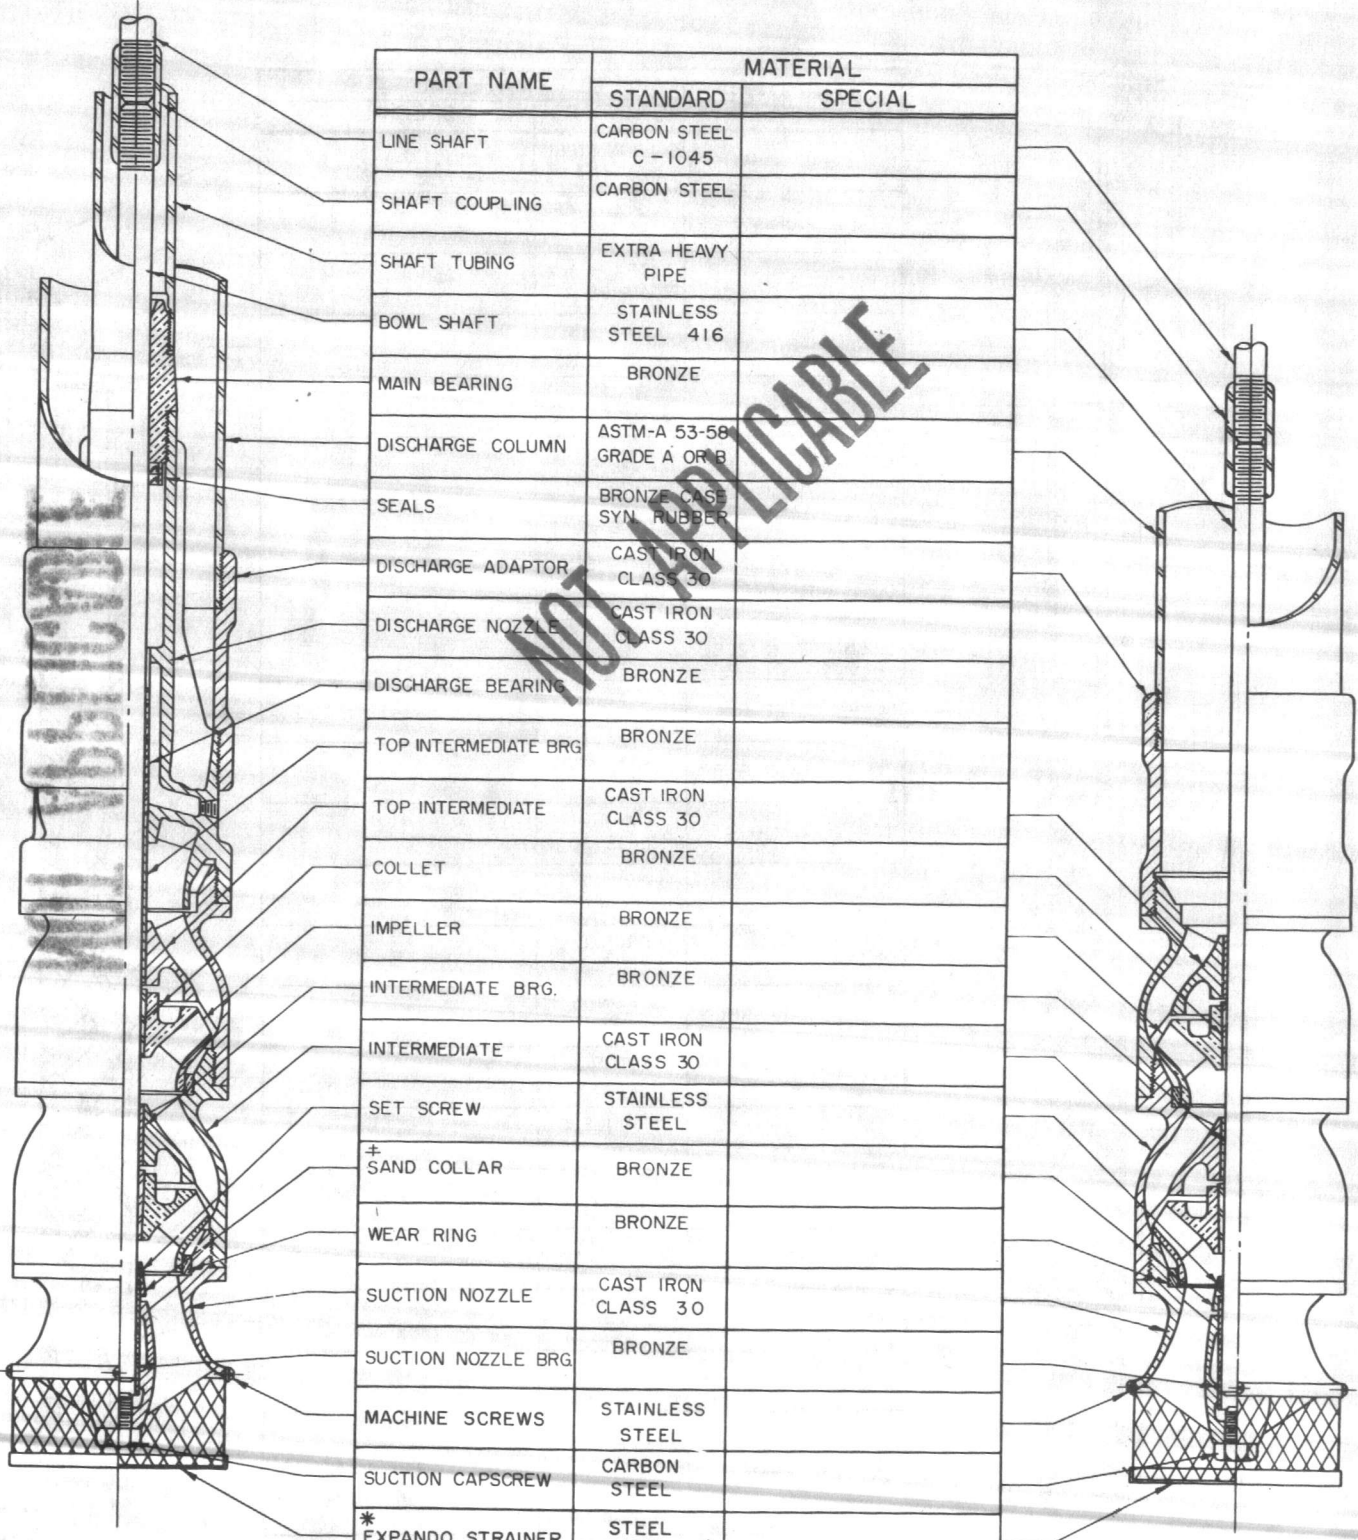 PART NAME
MATERIAL
STANDARD
SPECIAL
LINE SHAFT
CARBON STEEL
C-1045
SHAFT COUPLING
CARBON STEEL
SHAFT TUBING
EXTRA HEAVY
PIPE
BOWL SHAFT
STAINLESS
STEEL 416
MAIN BEARING
BRONZE
DISCHARGE COLUMN
ASTM-A 53-58
GRADE A OR B
SEALS
BRONZE CASE
SYN. RUBBER
DISCHARGE ADAPTOR
CAST IRON
CLASS 30
DISCHARGE NOZZLE
CAST IRON
CLASS 30
DISCHARGE BEARING
BRONZE
TOP INTERMEDIATE BRG
BRONZE
TOP INTERMEDIATE
CAST IRON
CLASS 30
COLLET
BRONZE
IMPELLER
BRONZE
INTERMEDIATE BRG.
BRONZE
INTERMEDIATE
CAST IRON
CLASS 30
SET SCREW
STAINLESS
STEEL
‡
SAND COLLAR
BRONZE
WEAR RING
BRONZE
SUCTION NOZZLE
CAST IRON
CLASS 30
SUCTION NOZZLE BRG.
BRONZE
MACHINE SCREWS
STAINLESS
STEEL
SUCTION CAPSCREW
CARBON
STEEL
*
EXPANDO STRAINER
STEEL
NOT APPLICABLE